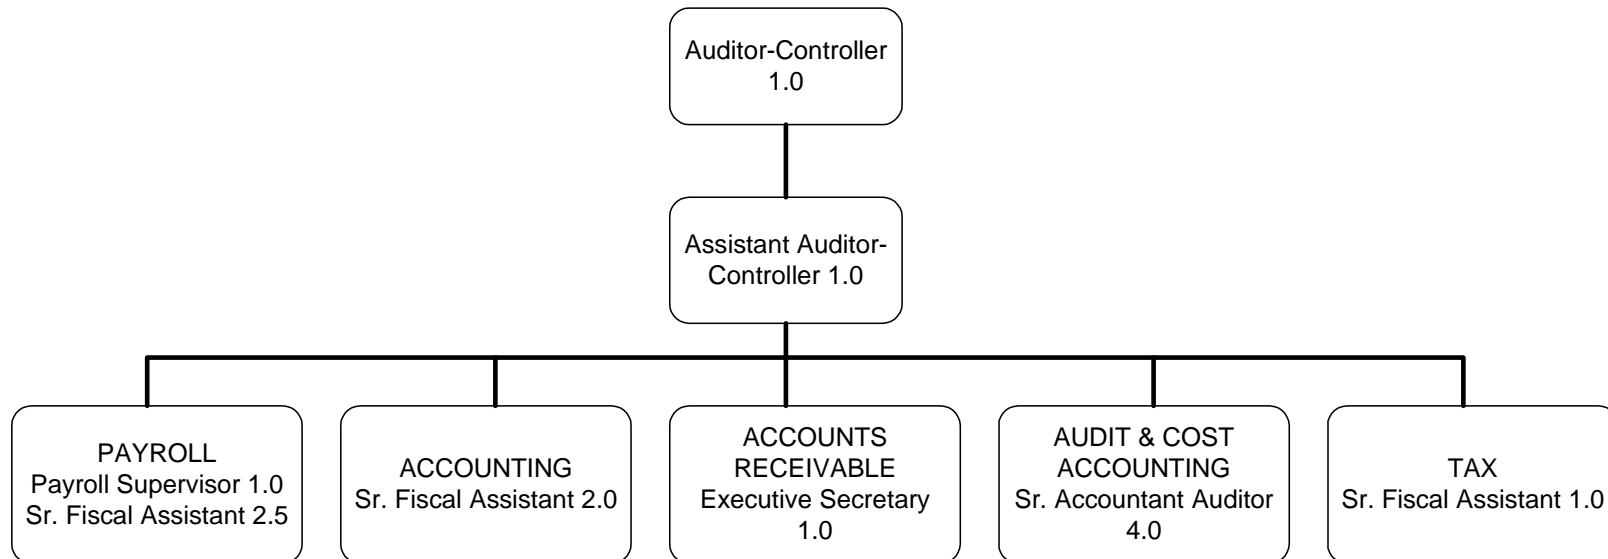 Auditor-Controller
1.0
Assistant Auditor-
Controller 1.0
PAYROLL
Payroll Supervisor 1.0
Sr. Fiscal Assistant 2.5
ACCOUNTING
Sr. Fiscal Assistant 2.0
ACCOUNTS
RECEIVABLE
Executive Secretary
1.0
AUDIT & COST
ACCOUNTING
Sr. Accountant Auditor
4.0
TAX
Sr. Fiscal Assistant 1.0